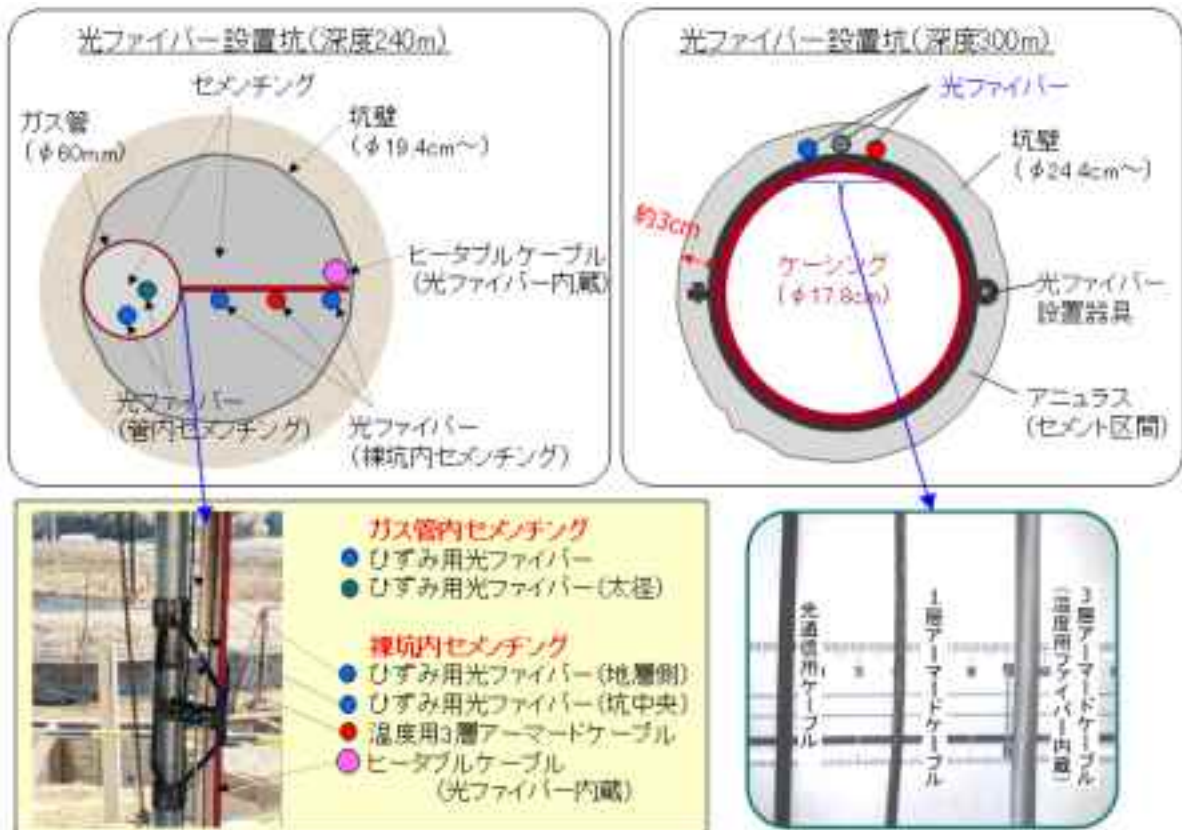 光ファイバー設置坑(深度240m)
セメンチング
ガス管
(φ60mm)
坑壁
(φ19.4cm～)
ヒータブルケーブル
(光ファイバー内蔵)
光ファイバー
(管内セメンチング)
光ファイバー
(裸坑内セメンチング)
光ファイバー設置坑(深度300m)
光ファイバー
坑壁
(φ24.4cm～)
約3cm
ケーシング
(φ17.8cm)
光ファイバー
設置器具
アニュラス
(セメント区間)
ガス管内セメンチング
ひずみ用光ファイバー
ひずみ用光ファイバー(太径)
裸坑内セメンチング
ひずみ用光ファイバー(地層側)
ひずみ用光ファイバー(坑中央)
温度用3層アーマードケーブル
ヒータブルケーブル
(光ファイバー内蔵)
光通信用ケーブル
1層アーマードケーブル
3層アーマードケーブル
(温度用ファイバー内蔵)